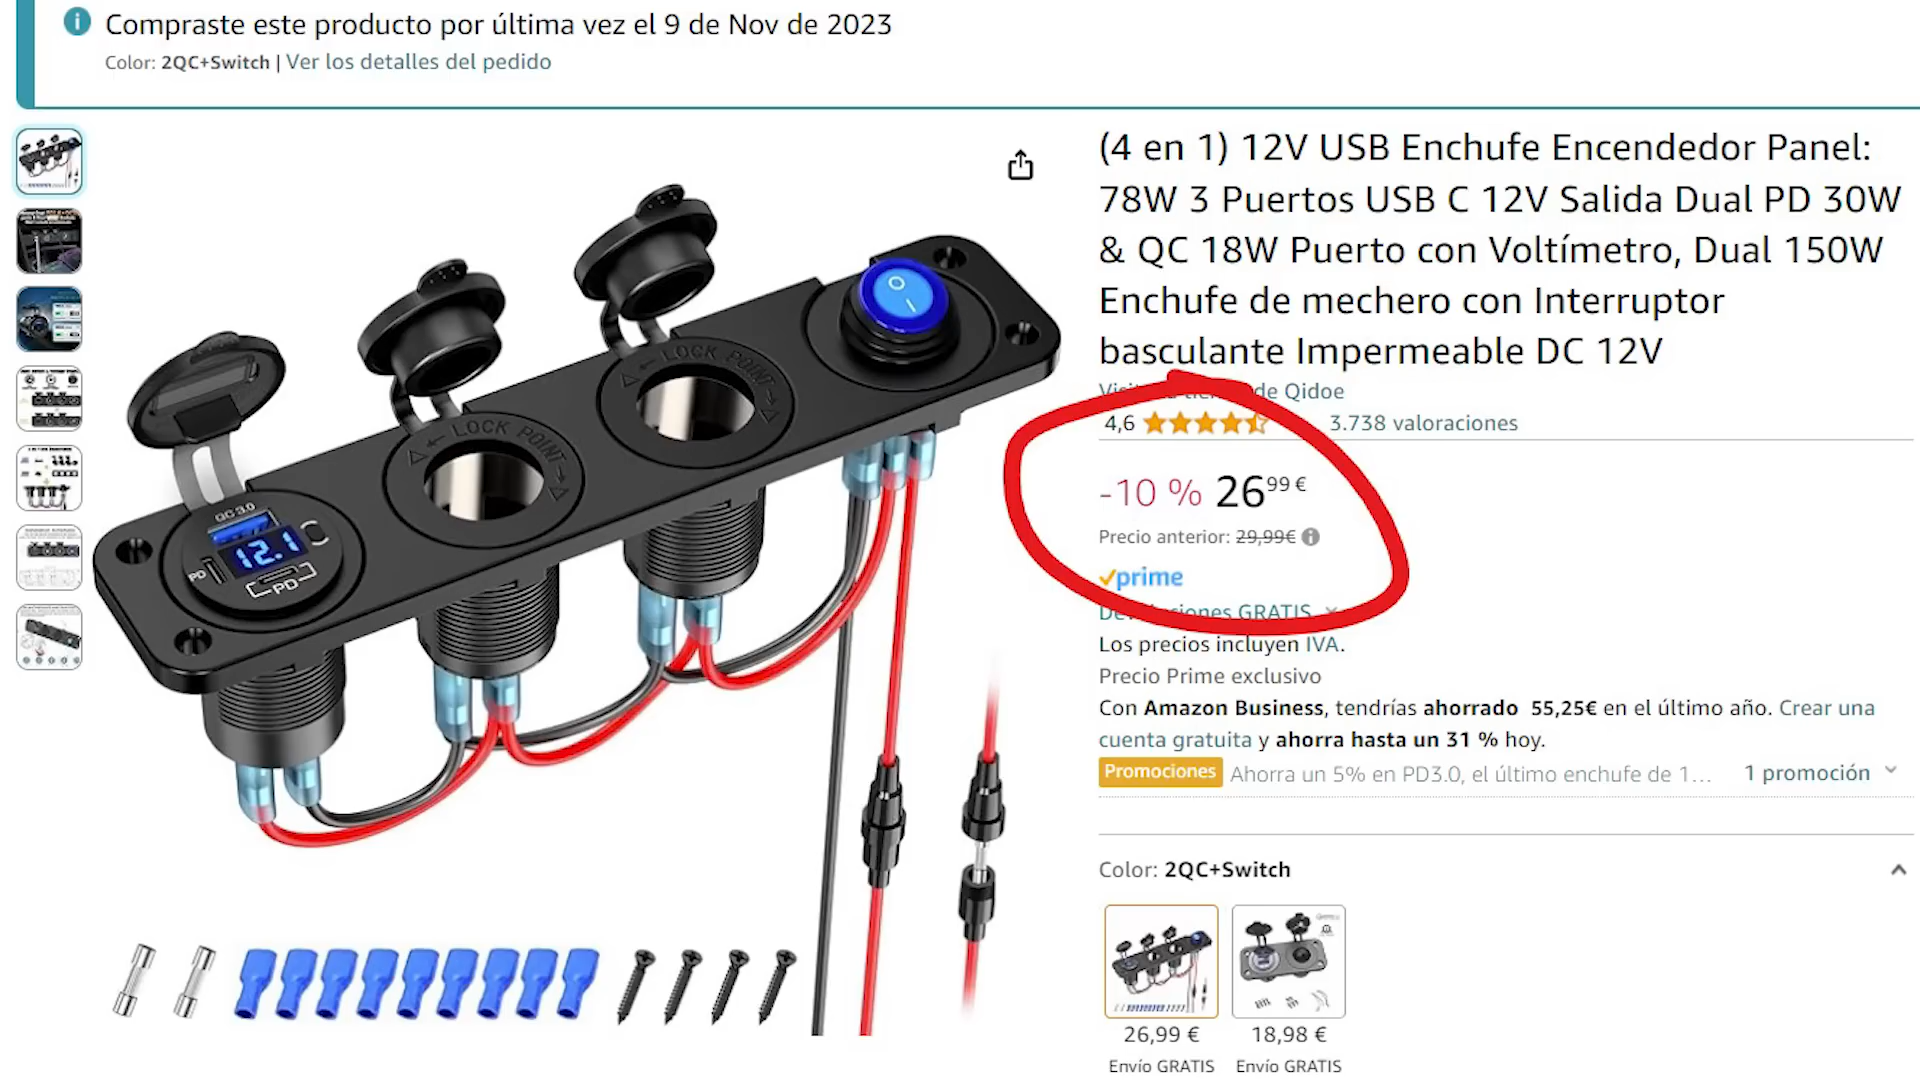 Compraste este producto por última vez el 9 de Nov de 2023
Color: 2QC+Switch | Ver los detalles del pedido
(4 en 1) 12V USB Enchufe Encendedor Panel:
78W 3 Puertos USB C 12V Salida Dual PD 30W
& QC 18W Puerto con Voltímetro, Dual 150W
Enchufe de mechero con Interruptor
basculante Impermeable DC 12V
de Qidoe
4,6 3.738 valoraciones
-10 % 26,99 €
Precio anterior: 29,99€
prime
GRATIS
Los precios incluyen IVA.
Precio Prime exclusivo
Con Amazon Business, tendrías ahorrado 55,25€ en el último año. Crear una
cuenta gratuita y ahorra hasta un 31 % hoy.
Promociones Ahorra un 5% en PD3.0, el último enchufe de 1... 1 promoción
Color: 2QC+Switch
26,99 € 18,98 €
Envío GRATIS Envío GRATIS
LOCK POINT
LOCK POINT
QC 3.0
12.1
PD
PD